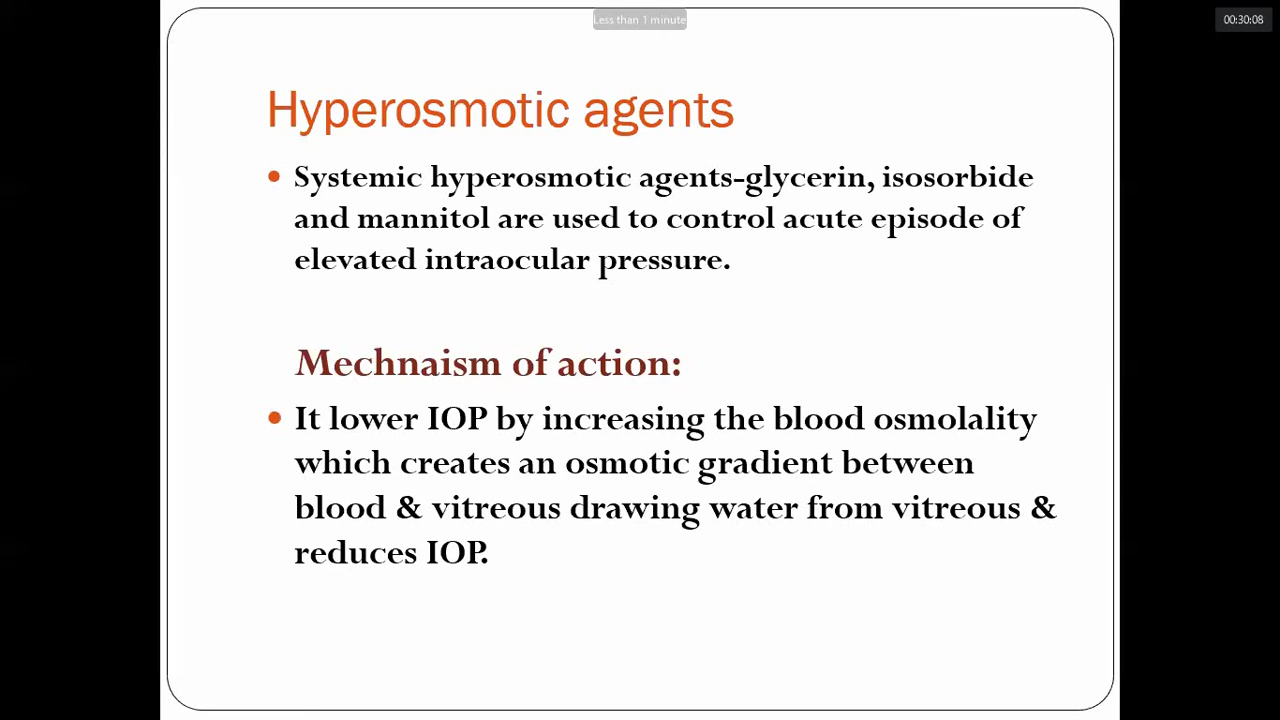 Less than 1 minute
00:30:08
Hyperosmotic agents
• Systemic hyperosmotic agents-glycerin, isosorbide
and mannitol are used to control acute episode of
elevated intraocular pressure.
Mechnaism of action:
• It lower IOP by increasing the blood osmolality
which creates an osmotic gradient between
blood & vitreous drawing water from vitreous &
reduces IOP.